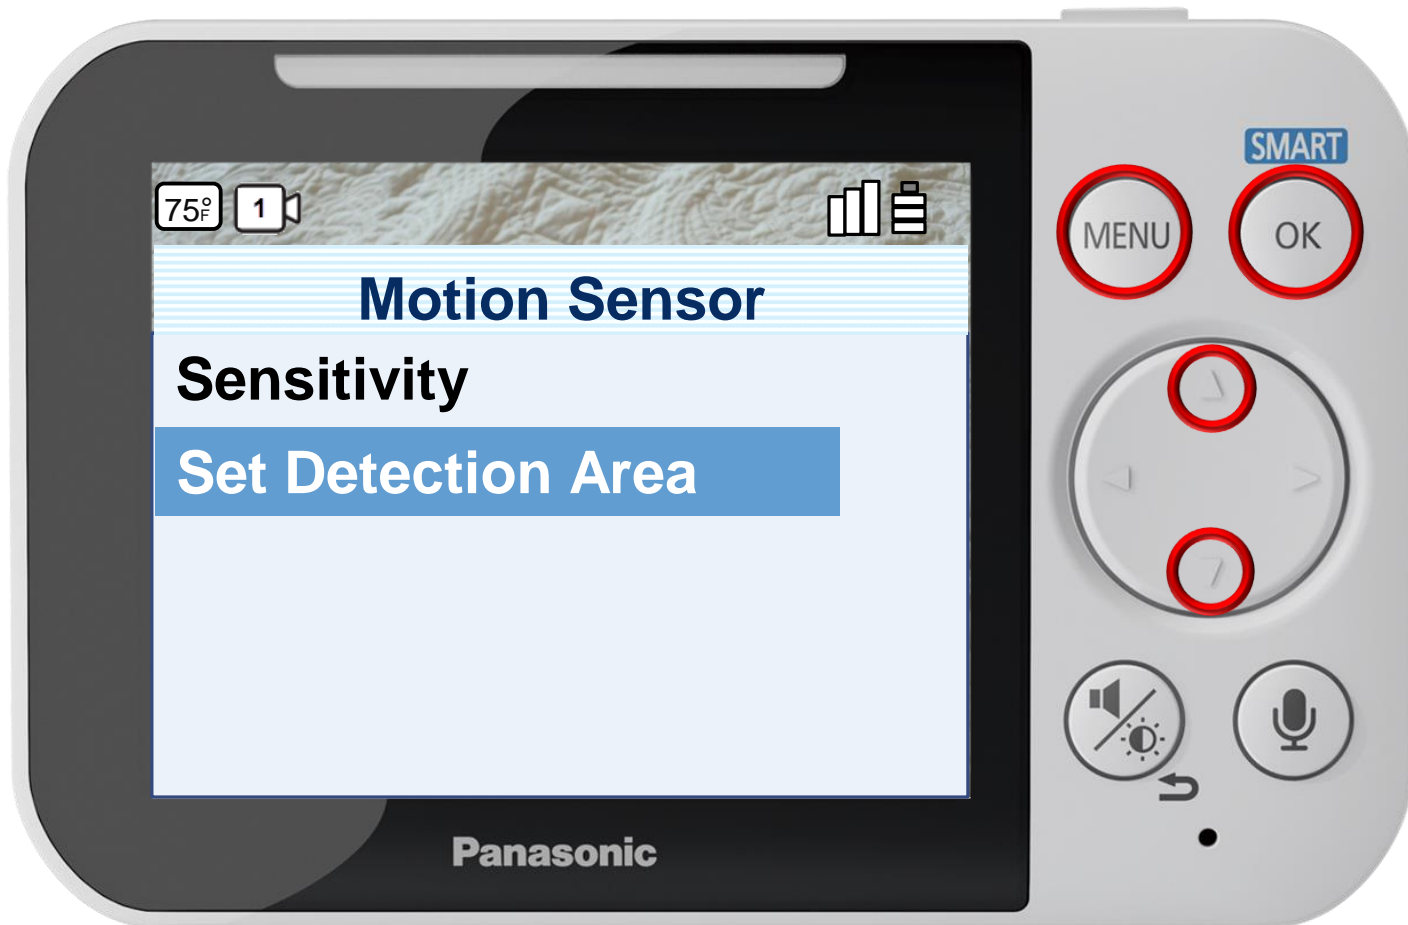 SMART
75°F 1
MENU OK
Motion Sensor
Sensitivity
Set Detection Area
Panasonic